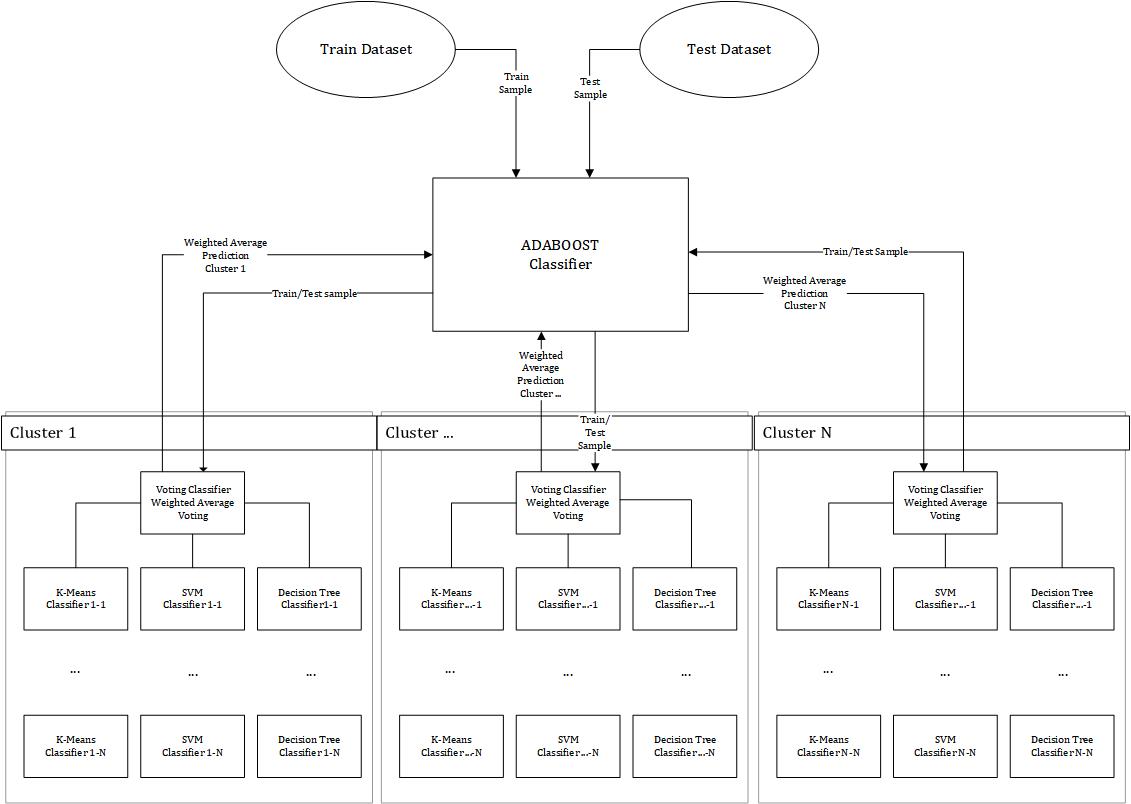 Train Dataset
Test Dataset
Train
Sample
Test
Sample
ADABOOST
Classifier
Weighted Average
Prediction
Cluster 1
Train/Test sample
Train/Test Sample
Weighted Average
Prediction
Cluster N
Weighted
Average
Prediction
Cluster ...
Train/
Test
Sample
Cluster 1
Cluster ...
Cluster N
Voting Classifier
Weighted Average
Voting
Voting Classifier
Weighted Average
Voting
Voting Classifier
Weighted Average
Voting
K-Means
Classifier 1-1
SVM
Classifier 1-1
Decision Tree
Classifier1-1
K-Means
Classifier ...-1
SVM
Classifier ...-1
Decision Tree
Classifier ...-1
K-Means
Classifier N-1
SVM
Classifier ...-1
Decision Tree
Classifier ...-1
...
...
...
...
...
...
...
...
...
K-Means
Classifier 1-N
SVM
Classifier 1-N
Decision Tree
Classifier 1-N
K-Means
Classifier ...-N
SVM
Classifier ...-N
Decision Tree
Classifier ...-N
K-Means
Classifier N-N
SVM
Classifier N-N
Decision Tree
Classifier N-N